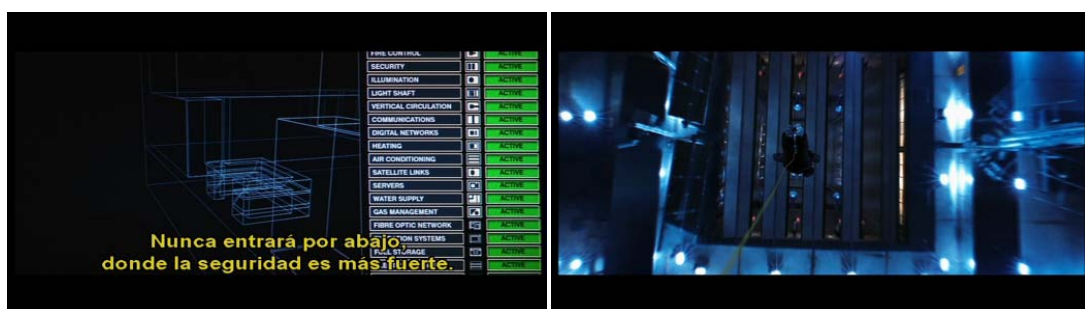 FIRE CONTROL ACTIVE
SECURITY ACTIVE
ILLUMINATION ACTIVE
LIGHT SHAFT ACTIVE
VERTICAL CIRCULATION ACTIVE
COMMUNICATIONS ACTIVE
DIGITAL NETWORKS ACTIVE
HEATING ACTIVE
AIR CONDITIONING ACTIVE
SATELLITE LINKS ACTIVE
SERVERS ACTIVE
WATER SUPPLY ACTIVE
GAS MANAGEMENT ACTIVE
FIBRE OPTIC NETWORK ACTIVE
SYSTEMS ACTIVE
STORAGE ACTIVE
ACTIVE
Nunca entrará por abajo,
donde la seguridad es más fuerte.